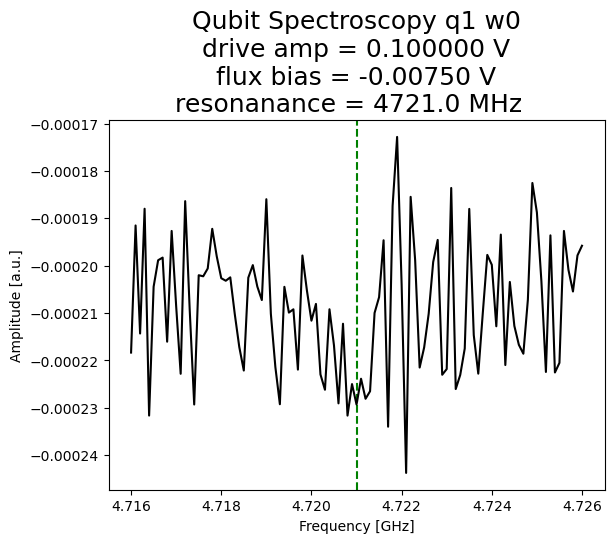 Qubit Spectroscopy q1 w0
drive amp = 0.100000 V
flux bias = -0.00750 V
resonanance = 4721.0 MHz
−0.00017
−0.00018
−0.00019
−0.00020
−0.00021
−0.00022
−0.00023
−0.00024
Amplitude [a.u.]
4.716 4.718 4.720 4.722 4.724 4.726
Frequency [GHz]